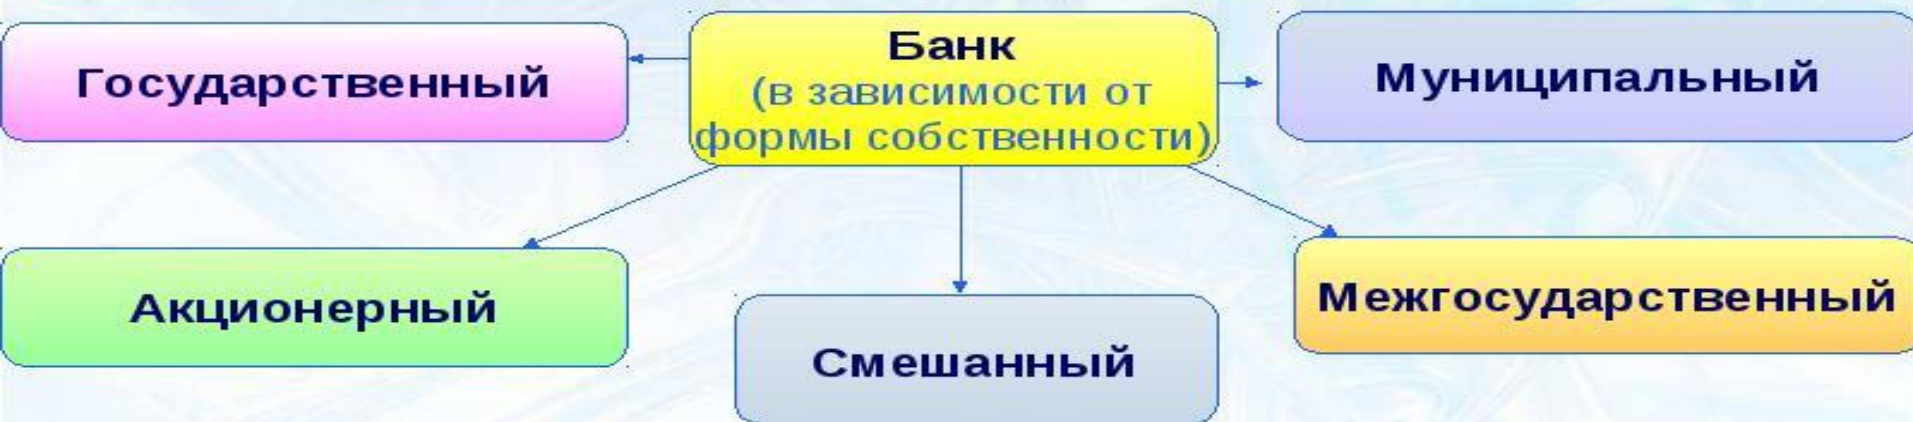 Банк
(в зависимости от
формы собственности)
Государственный
Муниципальный
Акционерный
Смешанный
Межгосударственный